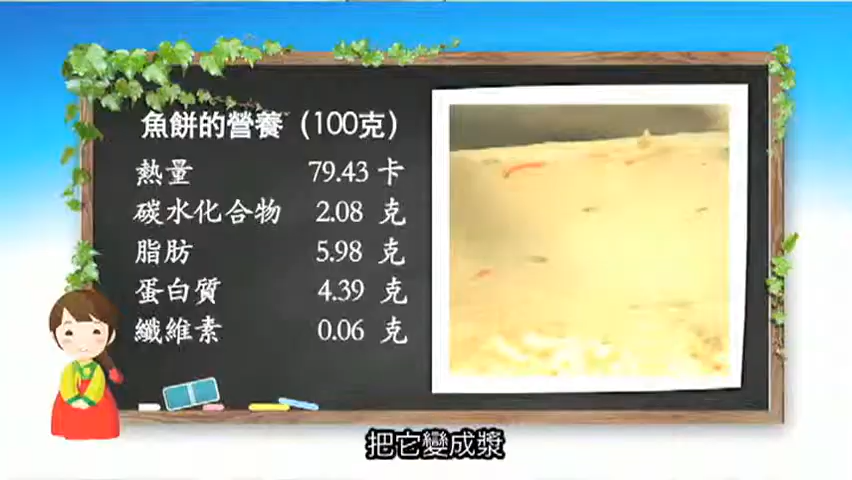 魚餅的營養（100克）
熱量 79.43 卡
碳水化合物 2.08 克
脂肪 5.98 克
蛋白質 4.39 克
纖維素 0.06 克
把它變成漿